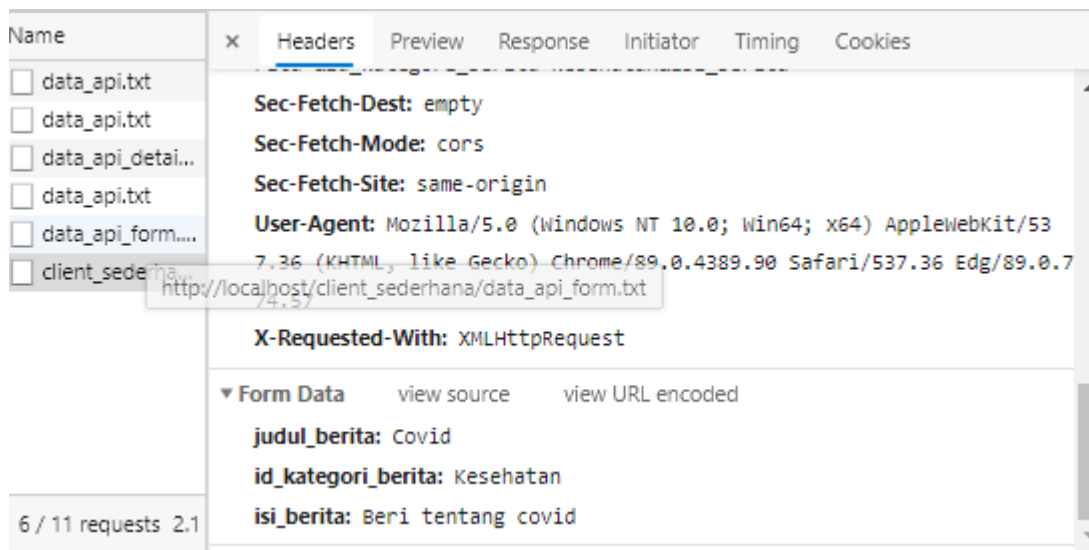 Name
data_api.txt
data_api.txt
data_api_detai...
data_api.txt
data_api_form....
client_sederha...
6 / 11 requests 2.1
× Headers Preview Response Initiator Timing Cookies
Sec-Fetch-Dest: empty
Sec-Fetch-Mode: cors
Sec-Fetch-Site: same-origin
User-Agent: Mozilla/5.0 (Windows NT 10.0; Win64; x64) AppleWebKit/53
7.36 (KHTML, like Gecko) Chrome/89.0.4389.90 Safari/537.36 Edg/89.0.7
http://localhost/client_sederhana/data_api_form.txt
X-Requested-With: XMLHttpRequest
▼ Form Data view source view URL encoded
judul_berita: Covid
id_kategori_berita: Kesehatan
isi_berita: Beri tentang covid